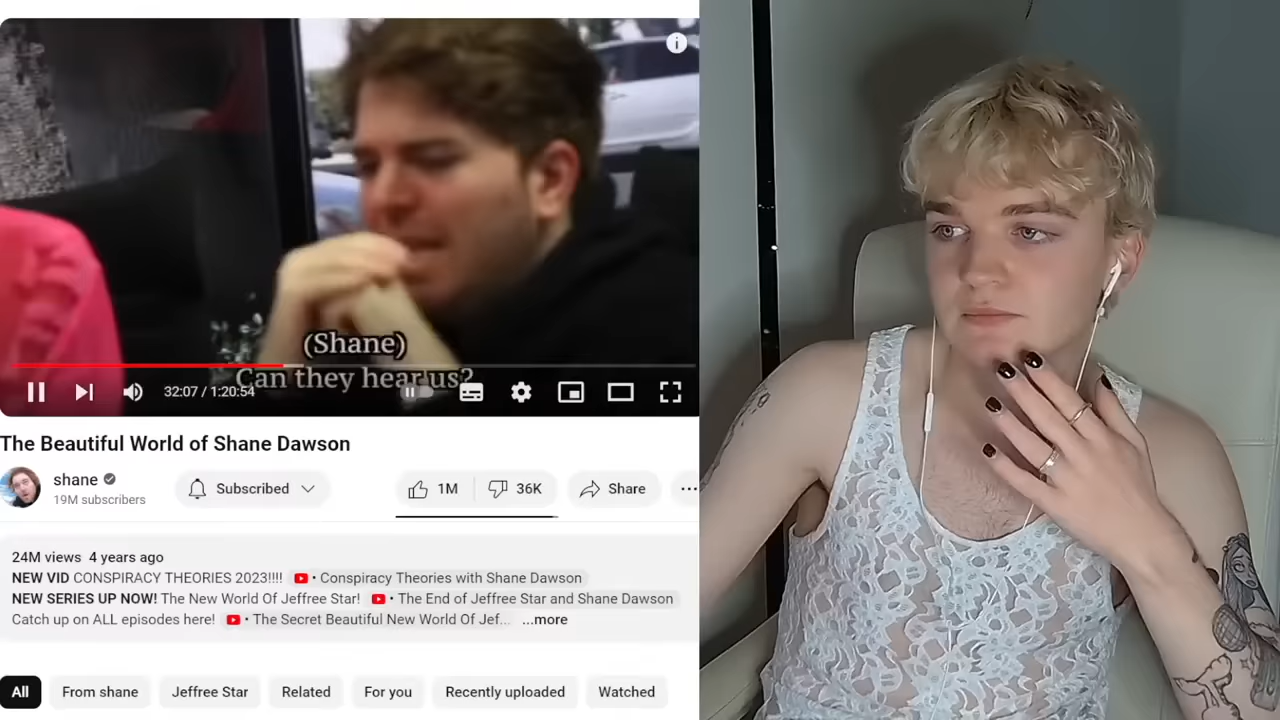 (Shane)
Can they hear us?
32:07 / 1:20:54
The Beautiful World of Shane Dawson
shane
19M subscribers
Subscribed
1M
36K
Share
24M views 4 years ago
NEW VID CONSPIRACY THEORIES 2023!!!! • Conspiracy Theories with Shane Dawson
NEW SERIES UP NOW! The New World Of Jeffree Star! • The End of Jeffree Star and Shane Dawson
Catch up on ALL episodes here! • The Secret Beautiful New World Of Jef... ...more
All From shane Jeffree Star Related For you Recently uploaded Watched